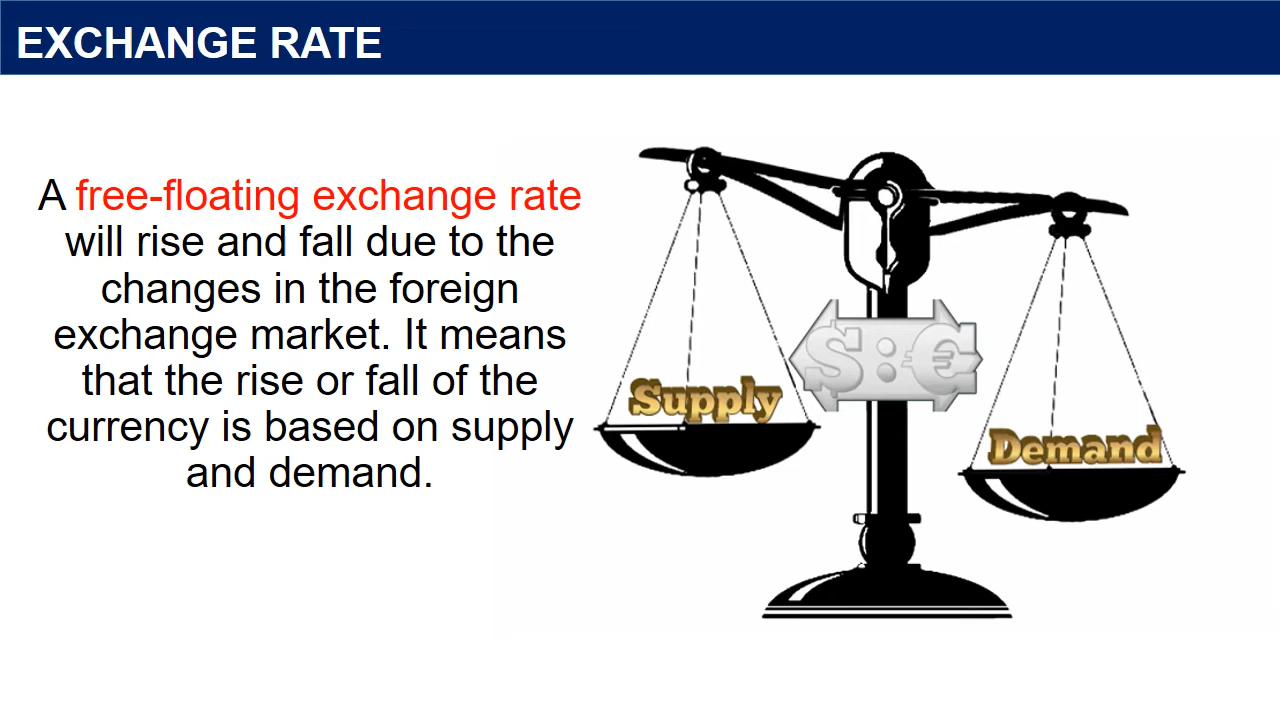 EXCHANGE RATE
A free-floating exchange rate
will rise and fall due to the
changes in the foreign
exchange market. It means
that the rise or fall of the
currency is based on supply
and demand.
$:€
Supply
Demand